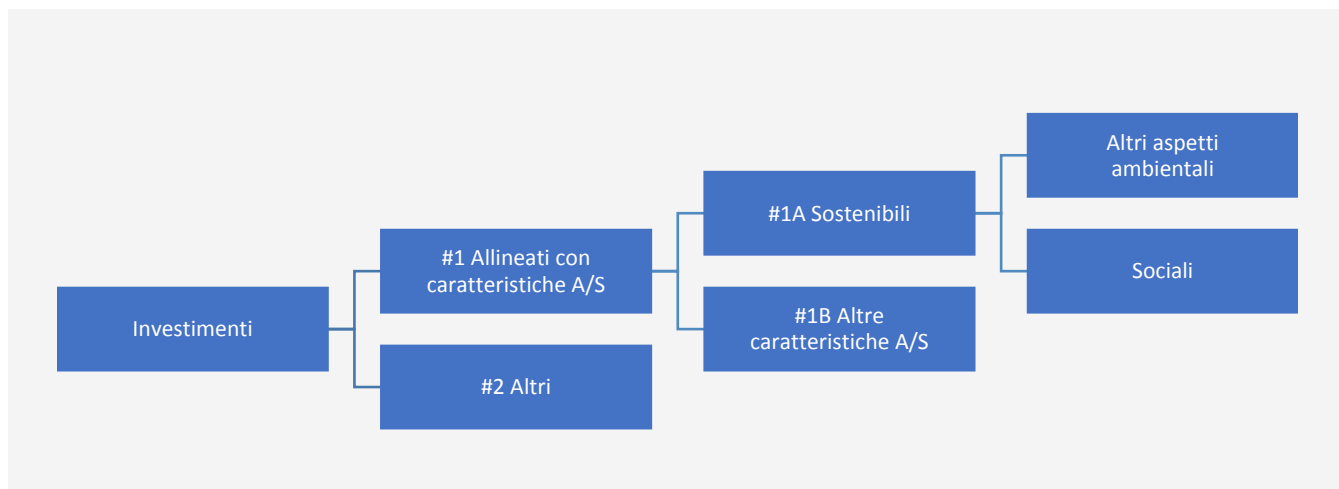 Investimenti
#1 Allineati con
caratteristiche A/S
#2 Altri
#1A Sostenibili
#1B Altre
caratteristiche A/S
Altri aspetti
ambientali
Sociali